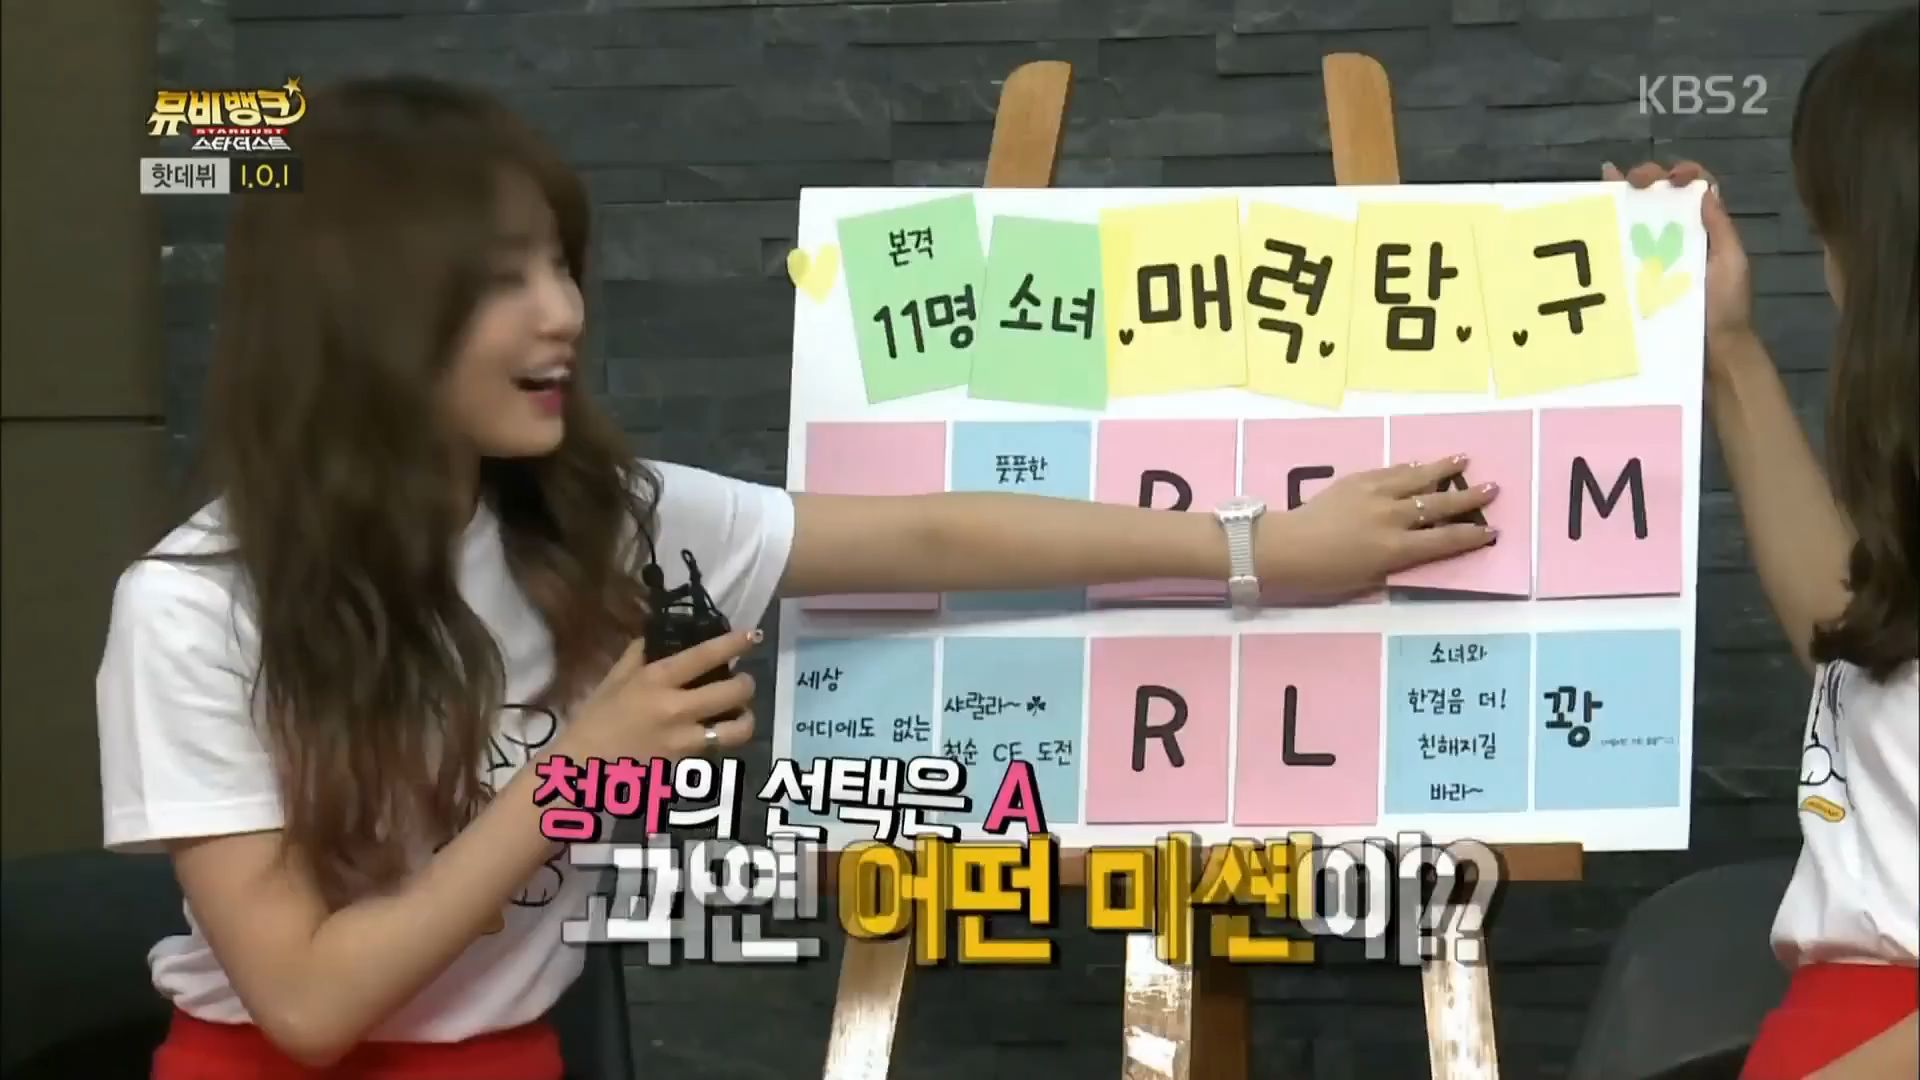 뮤비뱅크
STARDUST
스타더스트
핫데뷔 I.O.I
KBS2
본격
11명 소녀 매력 탐구
풋풋한
R E A M
세상
어디에도 없는
샤랄라~
청순 CF 도전
R L
소녀와
한걸음 더!
친해지길
바라~
꽝
청하의 선택은 A
과연 어떤 미션이??